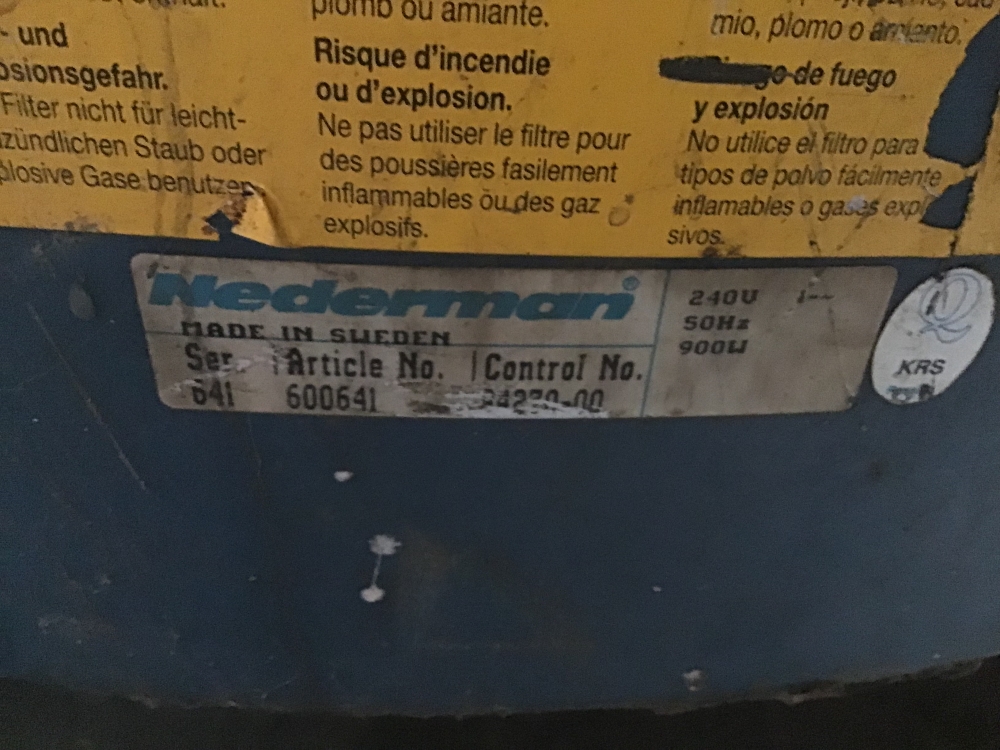 - und
osionsgefahr.
Filter nicht für leicht-
zündlichen Staub oder
plosive Gase benutzen
plomb ou amiante.
Risque d'incendie
ou d'explosion.
Ne pas utiliser le filtre pour
des poussières fasilement
inflammables ou des gaz
explosifs.
mio, plomo o amianto.
go de fuego
y explosión
No utilice el filtro para
tipos de polvo fácilmente
inflamables o gases expl
sivos.
Nederman®
MADE IN SWEDEN
Ser. Article No. Control No.
641 600641
240V 1~
50Hz
900W
Q
KRS